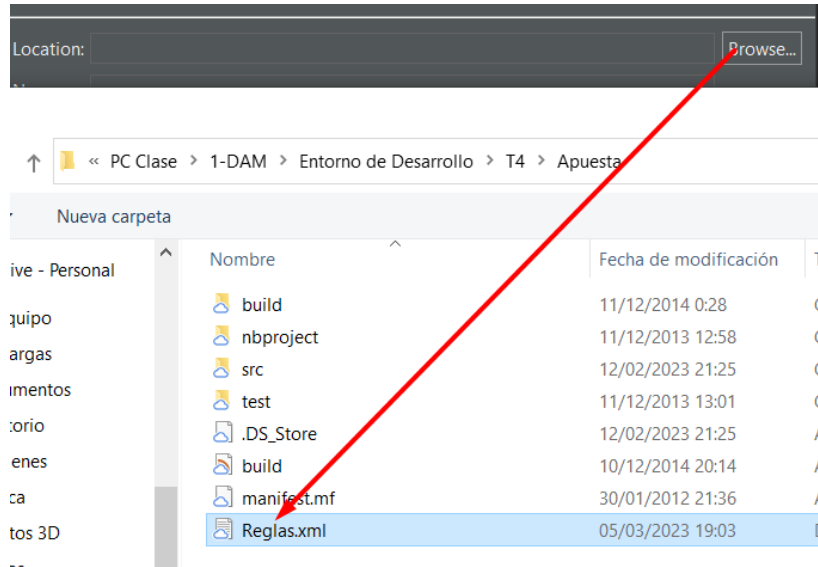 Location:
Browse...
« PC Clase > 1-DAM > Entorno de Desarrollo > T4 > Apuesta
Nueva carpeta
ive - Personal
quipo
argas
umentos
torio
enes
ca
tos 3D
Nombre
Fecha de modificación
build
11/12/2014 0:28
nbproject
11/12/2013 12:58
src
12/02/2023 21:25
test
11/12/2013 13:01
.DS_Store
12/02/2023 21:25
build
10/12/2014 20:14
manifest.mf
30/01/2012 21:36
Reglas.xml
05/03/2023 19:03